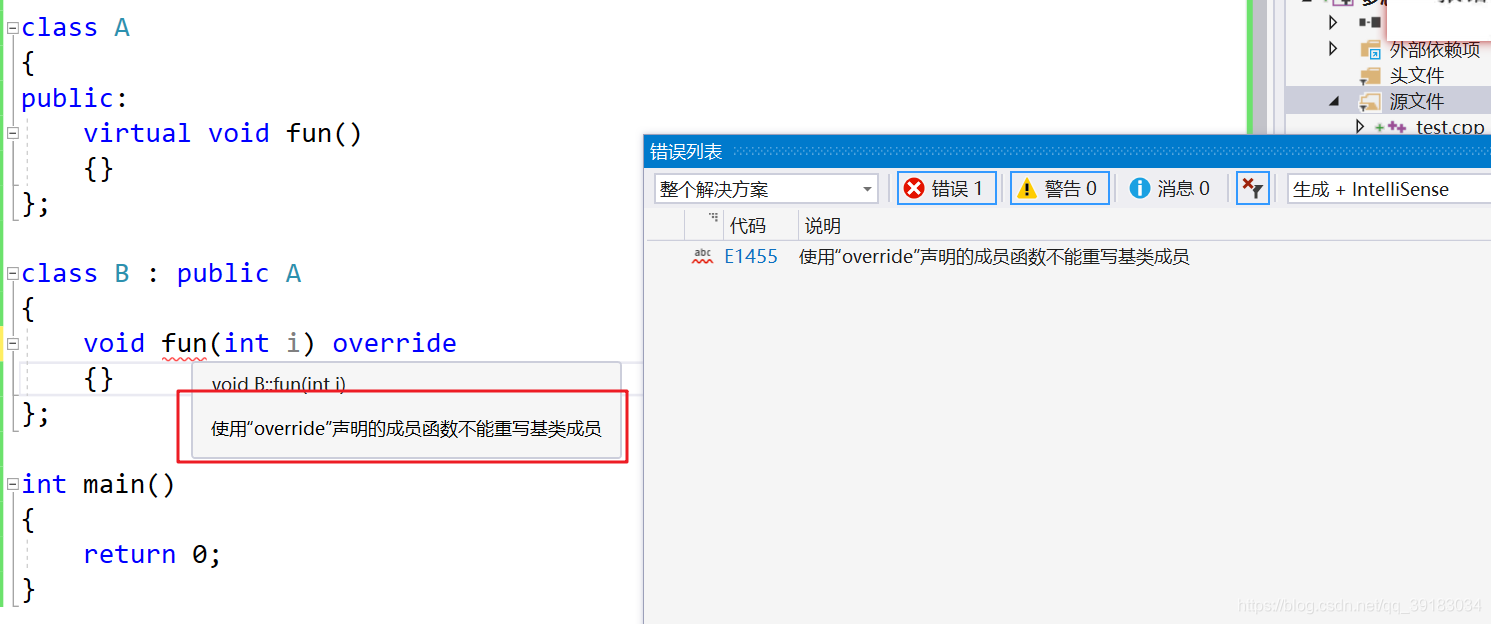 class A
{
public:
virtual void fun()
{}
};
class B : public A
{
void fun(int i) override
{}
};
int main()
{
return 0;
}
void B::fun(int i)
使用“override”声明的成员函数不能重写基类成员
外部依赖项
头文件
源文件
test.cpp
错误列表
整个解决方案
错误 1
警告 0
消息 0
生成 + IntelliSense
代码
说明
abc
E1455
使用“override”声明的成员函数不能重写基类成员
https://blog.csdn.net/qq_39183034